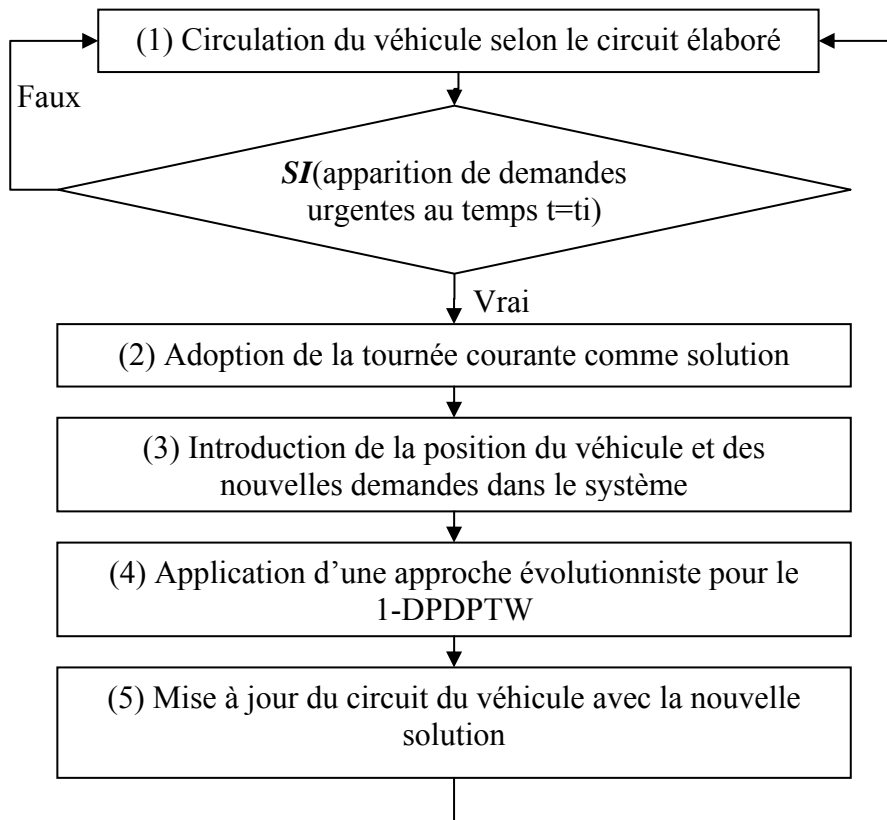 (1) Circulation du véhicule selon le circuit élaboré
Faux
SI(apparition de demandes
urgentes au temps t=ti)
Vrai
(2) Adoption de la tournée courante comme solution
(3) Introduction de la position du véhicule et des
nouvelles demandes dans le système
(4) Application d’une approche évolutionniste pour le
1-DPDPTW
(5) Mise à jour du circuit du véhicule avec la nouvelle
solution